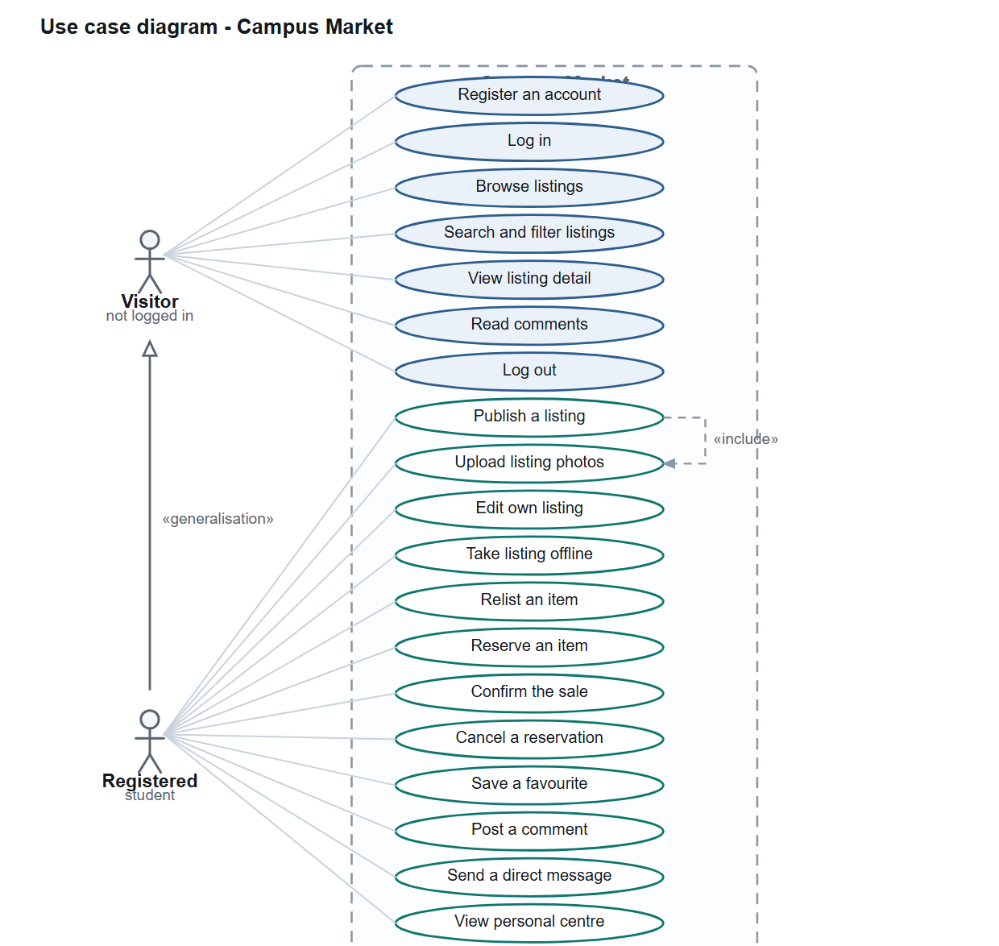 Use case diagram - Campus Market
Register an account
Log in
Browse listings
Search and filter listings
View listing detail
Read comments
Log out
Publish a listing
«include»
Upload listing photos
Edit own listing
Take listing offline
Relist an item
Reserve an item
Confirm the sale
Cancel a reservation
Save a favourite
Post a comment
Send a direct message
View personal centre
Visitor
not logged in
«generalisation»
Registered
student